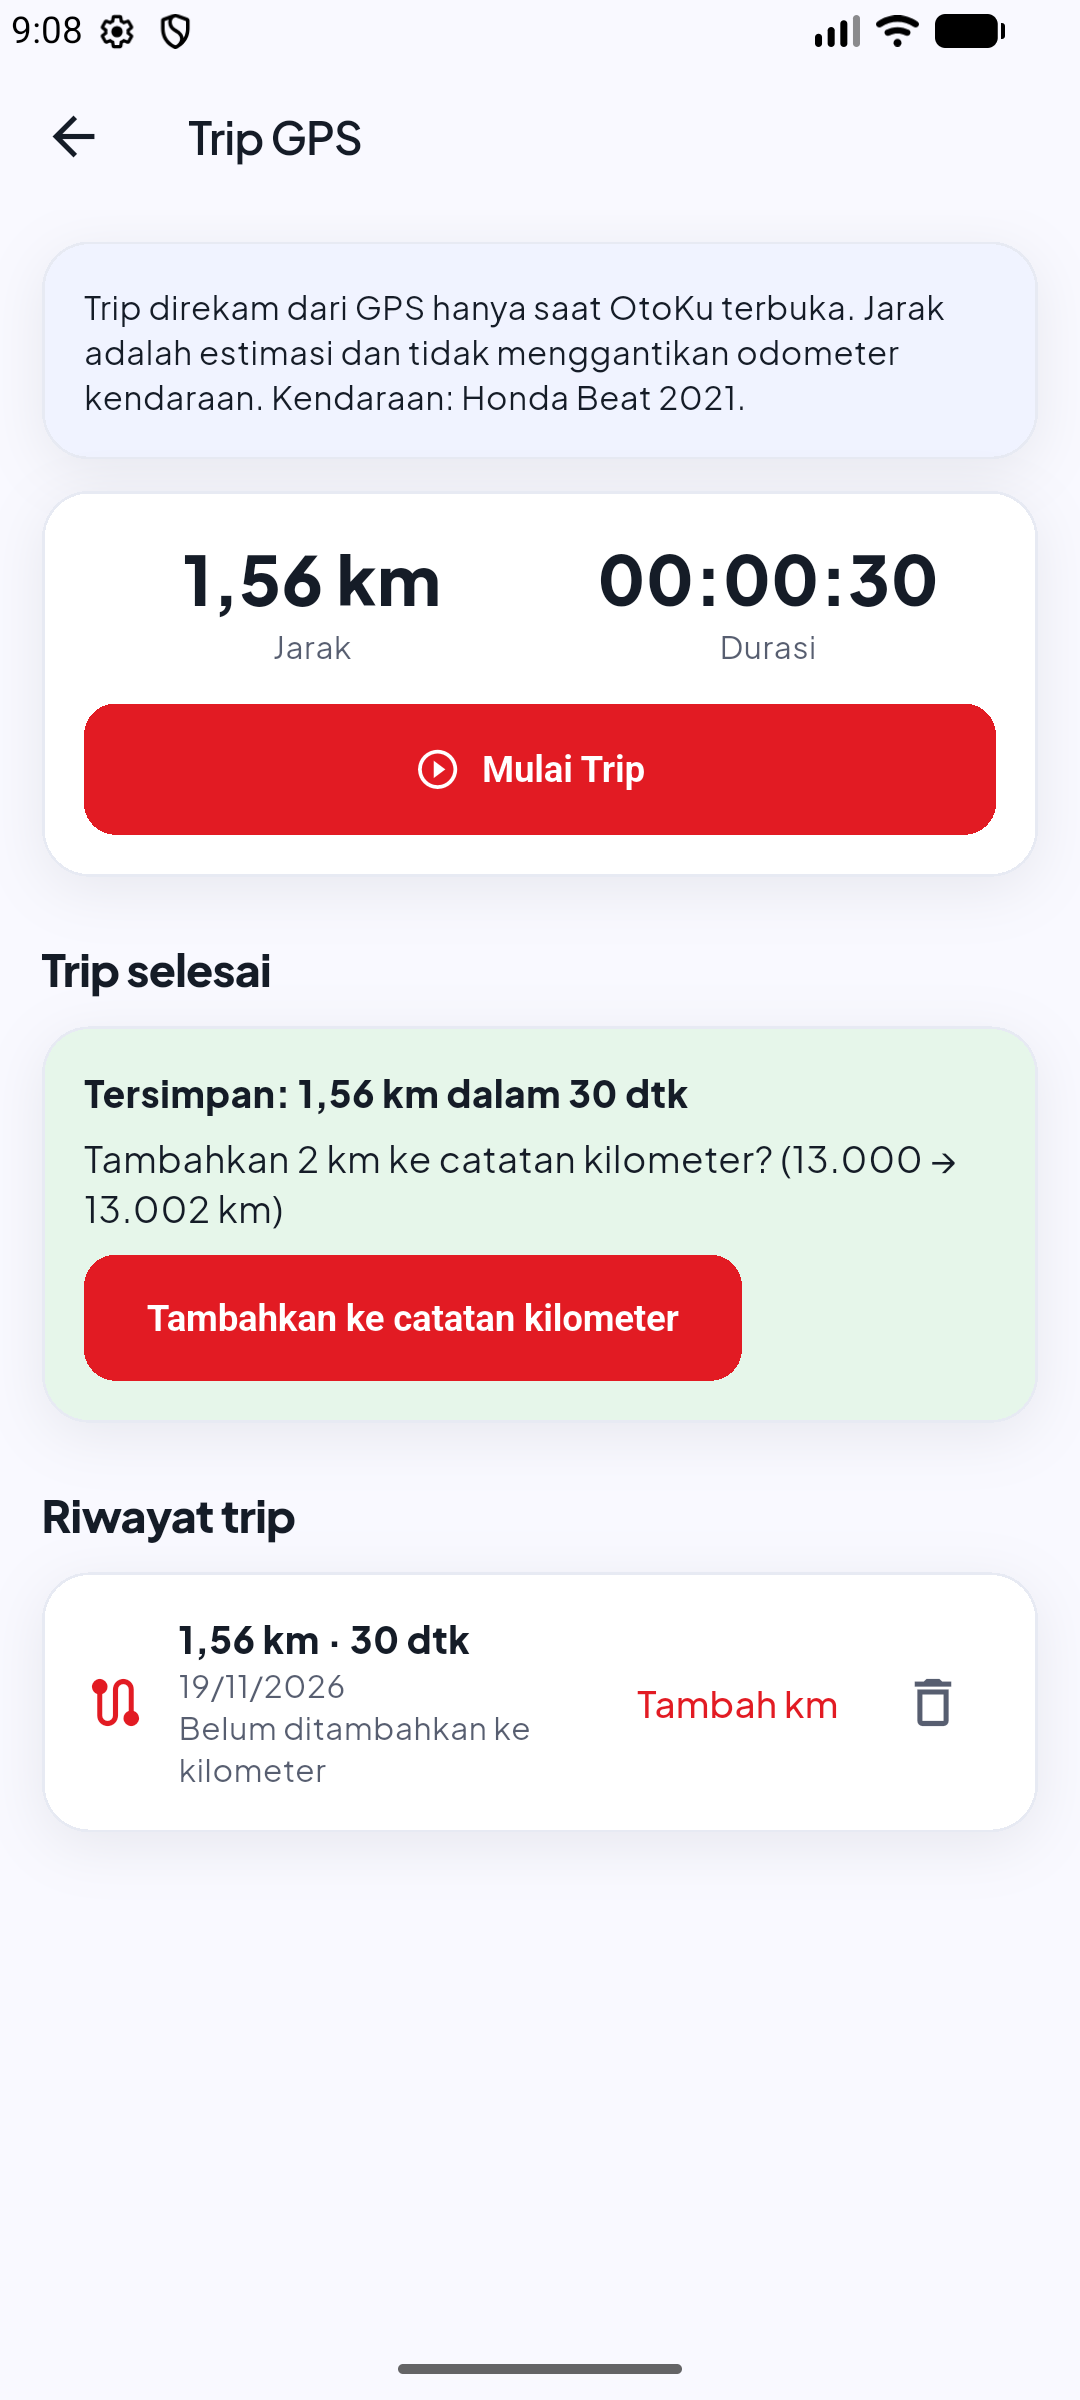 9:08
Trip GPS
Trip direkam dari GPS hanya saat OtoKu terbuka. Jarak
adalah estimasi dan tidak menggantikan odometer
kendaraan. Kendaraan: Honda Beat 2021.
1,56 km
Jarak
00:00:30
Durasi
Mulai Trip
Trip selesai
Tersimpan: 1,56 km dalam 30 dtk
Tambahkan 2 km ke catatan kilometer? (13.000 →
13.002 km)
Tambahkan ke catatan kilometer
Riwayat trip
1,56 km · 30 dtk
19/11/2026
Belum ditambahkan ke
kilometer
Tambah km